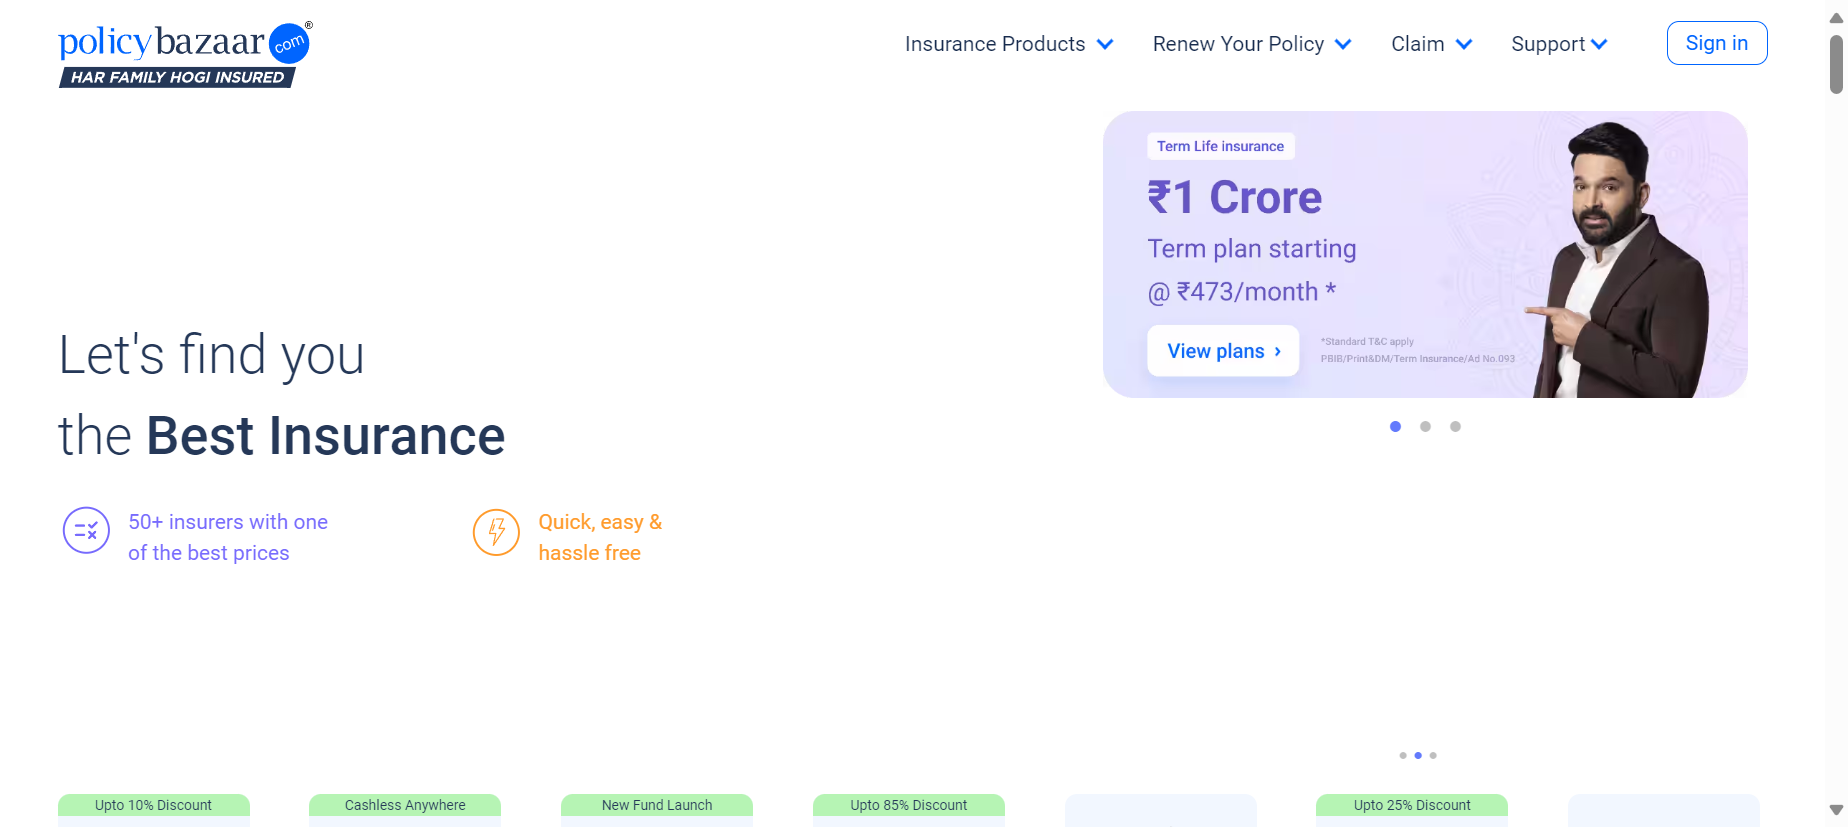 policybazaar.com®
HAR FAMILY HOGI INSURED
Insurance Products
Renew Your Policy
Claim
Support
Sign in
Term Life insurance
₹1 Crore
Term plan starting
@ ₹473/month *
View plans ›
*Standard T&C apply
PBIB/Print&DM/Term Insurance/Ad No.093
Let's find you
the Best Insurance
50+ insurers with one
of the best prices
Quick, easy &
hassle free
Upto 10% Discount
Cashless Anywhere
New Fund Launch
Upto 85% Discount
Upto 25% Discount